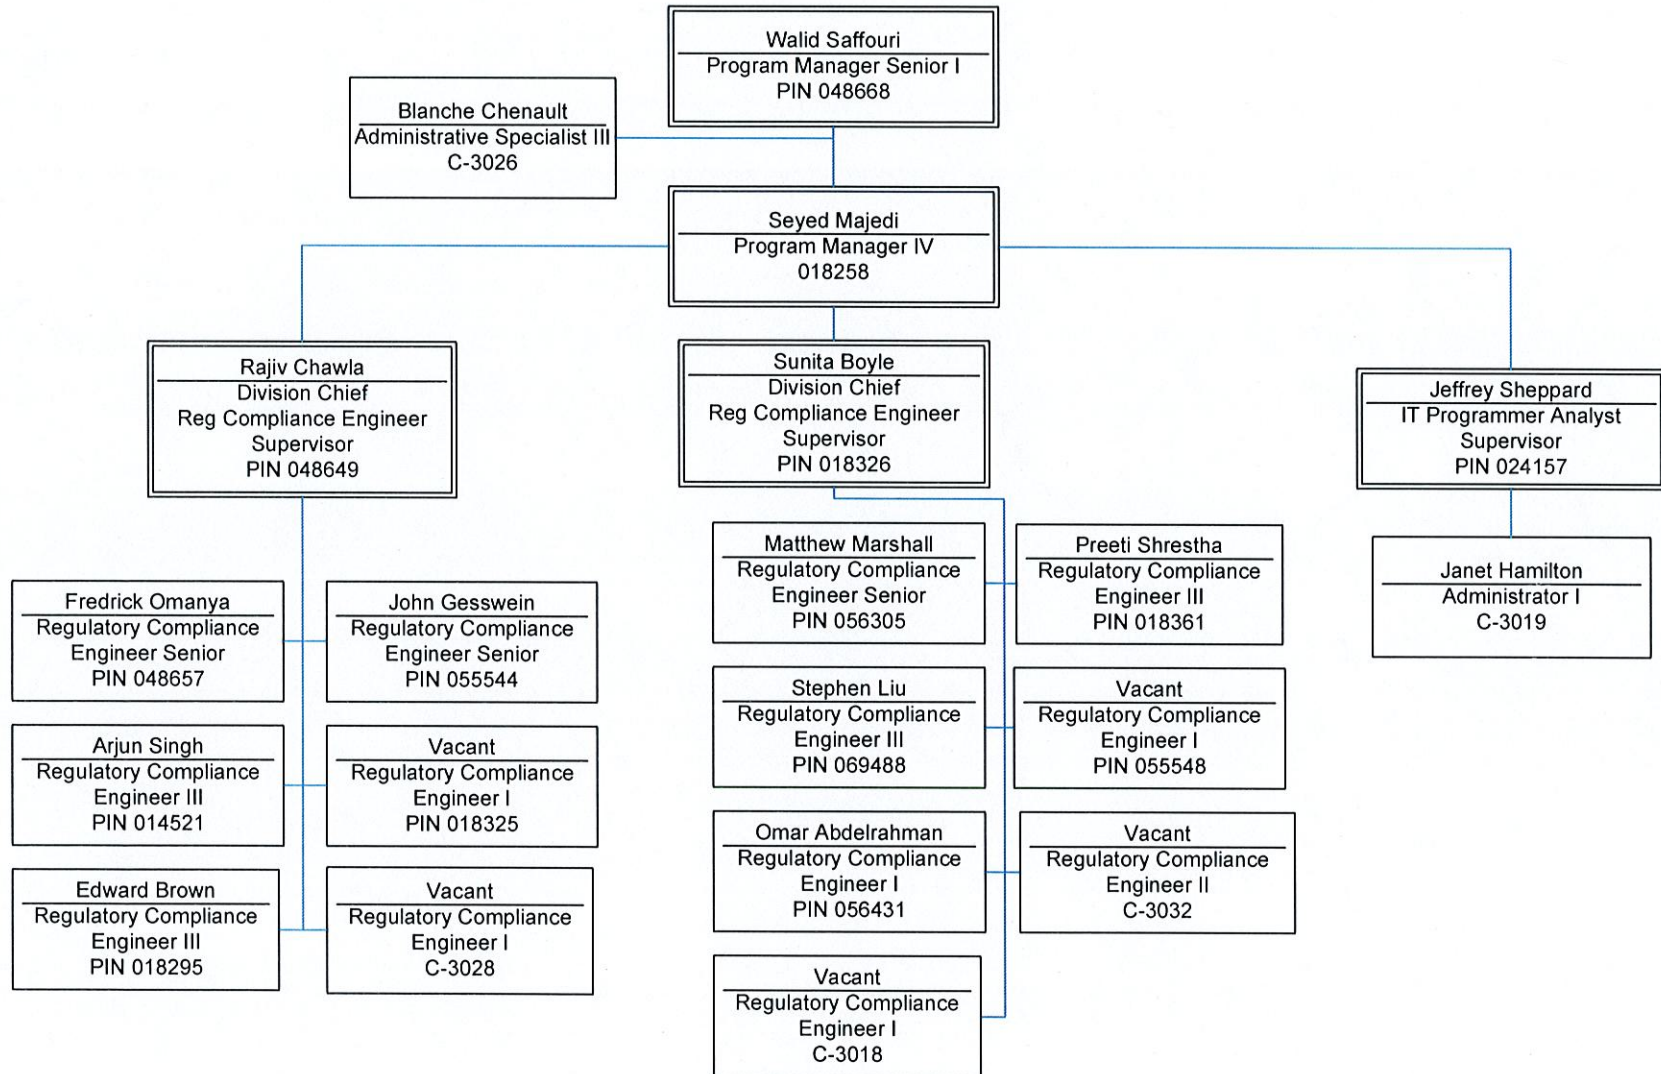 Walid Saffouri
Program Manager Senior I
PIN 048668
Blanche Chenault
Administrative Specialist III
C-3026
Seyed Majedi
Program Manager IV
018258
Rajiv Chawla
Division Chief
Reg Compliance Engineer
Supervisor
PIN 048649
Sunita Boyle
Division Chief
Reg Compliance Engineer
Supervisor
PIN 018326
Jeffrey Sheppard
IT Programmer Analyst
Supervisor
PIN 024157
Fredrick Omanya
Regulatory Compliance
Engineer Senior
PIN 048657
John Gesswein
Regulatory Compliance
Engineer Senior
PIN 055544
Arjun Singh
Regulatory Compliance
Engineer III
PIN 014521
Vacant
Regulatory Compliance
Engineer I
PIN 018325
Edward Brown
Regulatory Compliance
Engineer III
PIN 018295
Vacant
Regulatory Compliance
Engineer I
C-3028
Matthew Marshall
Regulatory Compliance
Engineer Senior
PIN 056305
Preeti Shrestha
Regulatory Compliance
Engineer III
PIN 018361
Stephen Liu
Regulatory Compliance
Engineer III
PIN 069488
Vacant
Regulatory Compliance
Engineer I
PIN 055548
Omar Abdelrahman
Regulatory Compliance
Engineer I
PIN 056431
Vacant
Regulatory Compliance
Engineer II
C-3032
Vacant
Regulatory Compliance
Engineer I
C-3018
Janet Hamilton
Administrator I
C-3019